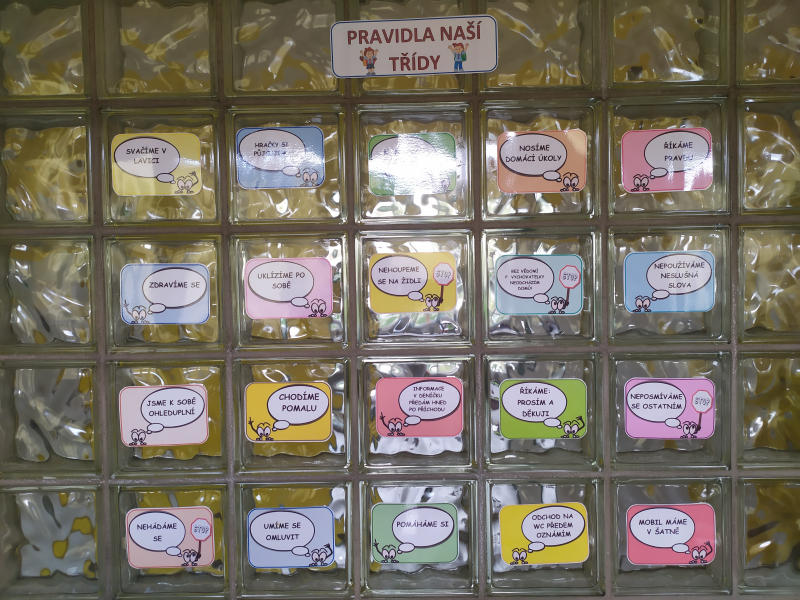 PRAVIDLA NAŠÍ
TŘÍDY
SVAČÍME V
LAVICI
HRAČKY SI
NOSÍME
DOMÁCÍ ÚKOLY
ŘÍKÁME
PRAVDU
ZDRAVÍME SE
UKLÍZÍME PO
SOBĚ
NEHOUPEME
SE NA ŽIDLI
STOP
BEZ VĚDOMÍ
P. VYCHOVATELKY
NEODCHÁZÍM
DOMŮ
STOP
NEPOUŽÍVÁME
NESLUŠNÁ
SLOVA
JSME K SOBĚ
OHLEDUPLNÍ
CHODÍME
POMALU
INFORMACE
V DENÍČKU
PŘEDÁM HNED
PO PŘÍCHODU
ŘÍKÁME:
PROSÍM A
DĚKUJI
NEPOSMÍVÁME
SE OSTATNÍM
STOP
NEHÁDÁME
SE
STOP
UMÍME SE
OMLUVIT
POMÁHÁME SI
ODCHOD NA
WC PŘEDEM
OZNÁMÍM
MOBIL MÁME
V ŠATNĚ